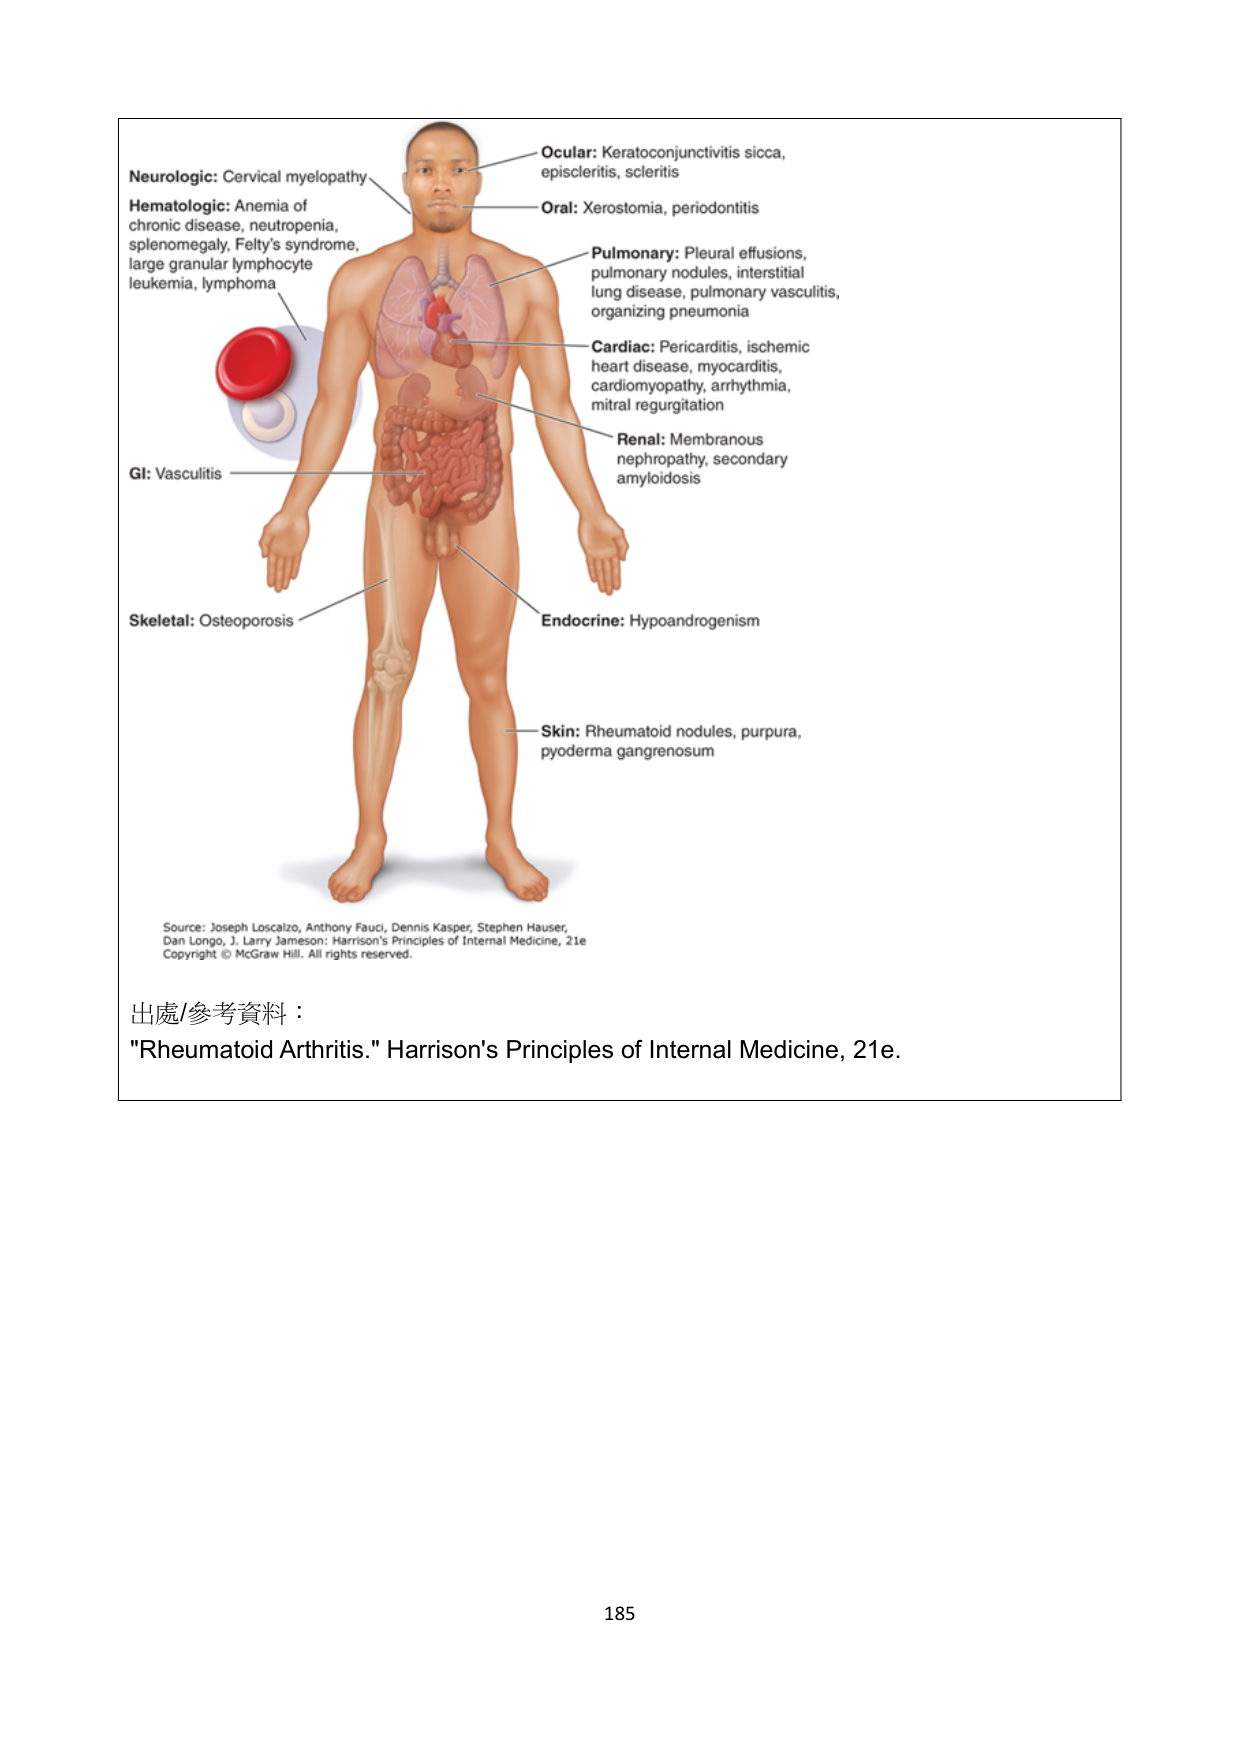 Neurologic: Cervical myelopathy
Hematologic: Anemia of
chronic disease, neutropenia,
splenomegaly, Felty's syndrome,
large granular lymphocyte
leukemia, lymphoma
GI: Vasculitis
Skeletal: Osteoporosis
Ocular: Keratoconjunctivitis sicca,
episcleritis, scleritis
Oral: Xerostomia, periodontitis
Pulmonary: Pleural effusions,
pulmonary nodules, interstitial
lung disease, pulmonary vasculitis,
organizing pneumonia
Cardiac: Pericarditis, ischemic
heart disease, myocarditis,
cardiomyopathy, arrhythmia,
mitral regurgitation
Renal: Membranous
nephropathy, secondary
amyloidosis
Endocrine: Hypoandrogenism
Skin: Rheumatoid nodules, purpura,
pyoderma gangrenosum
Source: Joseph Loscalzo, Anthony Fauci, Dennis Kasper, Stephen Hauser,
Dan Longo, J. Larry Jameson: Harrison's Principles of Internal Medicine, 21e
Copyright © McGraw Hill. All rights reserved.
出處/參考資料：
"Rheumatoid Arthritis." Harrison's Principles of Internal Medicine, 21e.
185